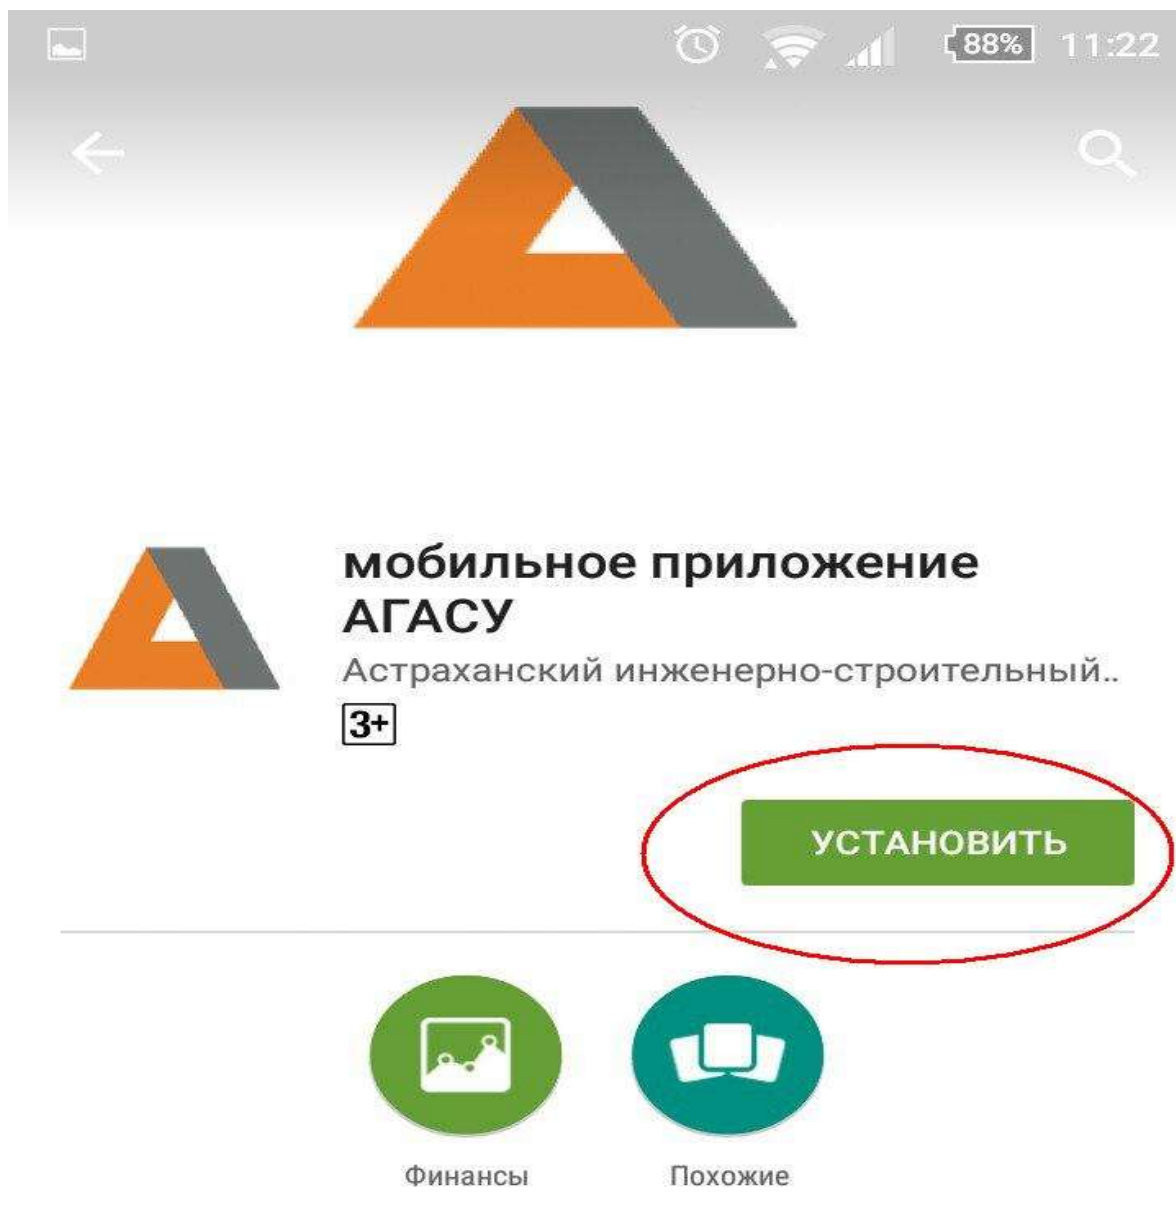 88% 11:22
мобильное приложение
АГАСУ
Астраханский инженерно-строительный..
3+
УСТАНОВИТЬ
Финансы Похожие